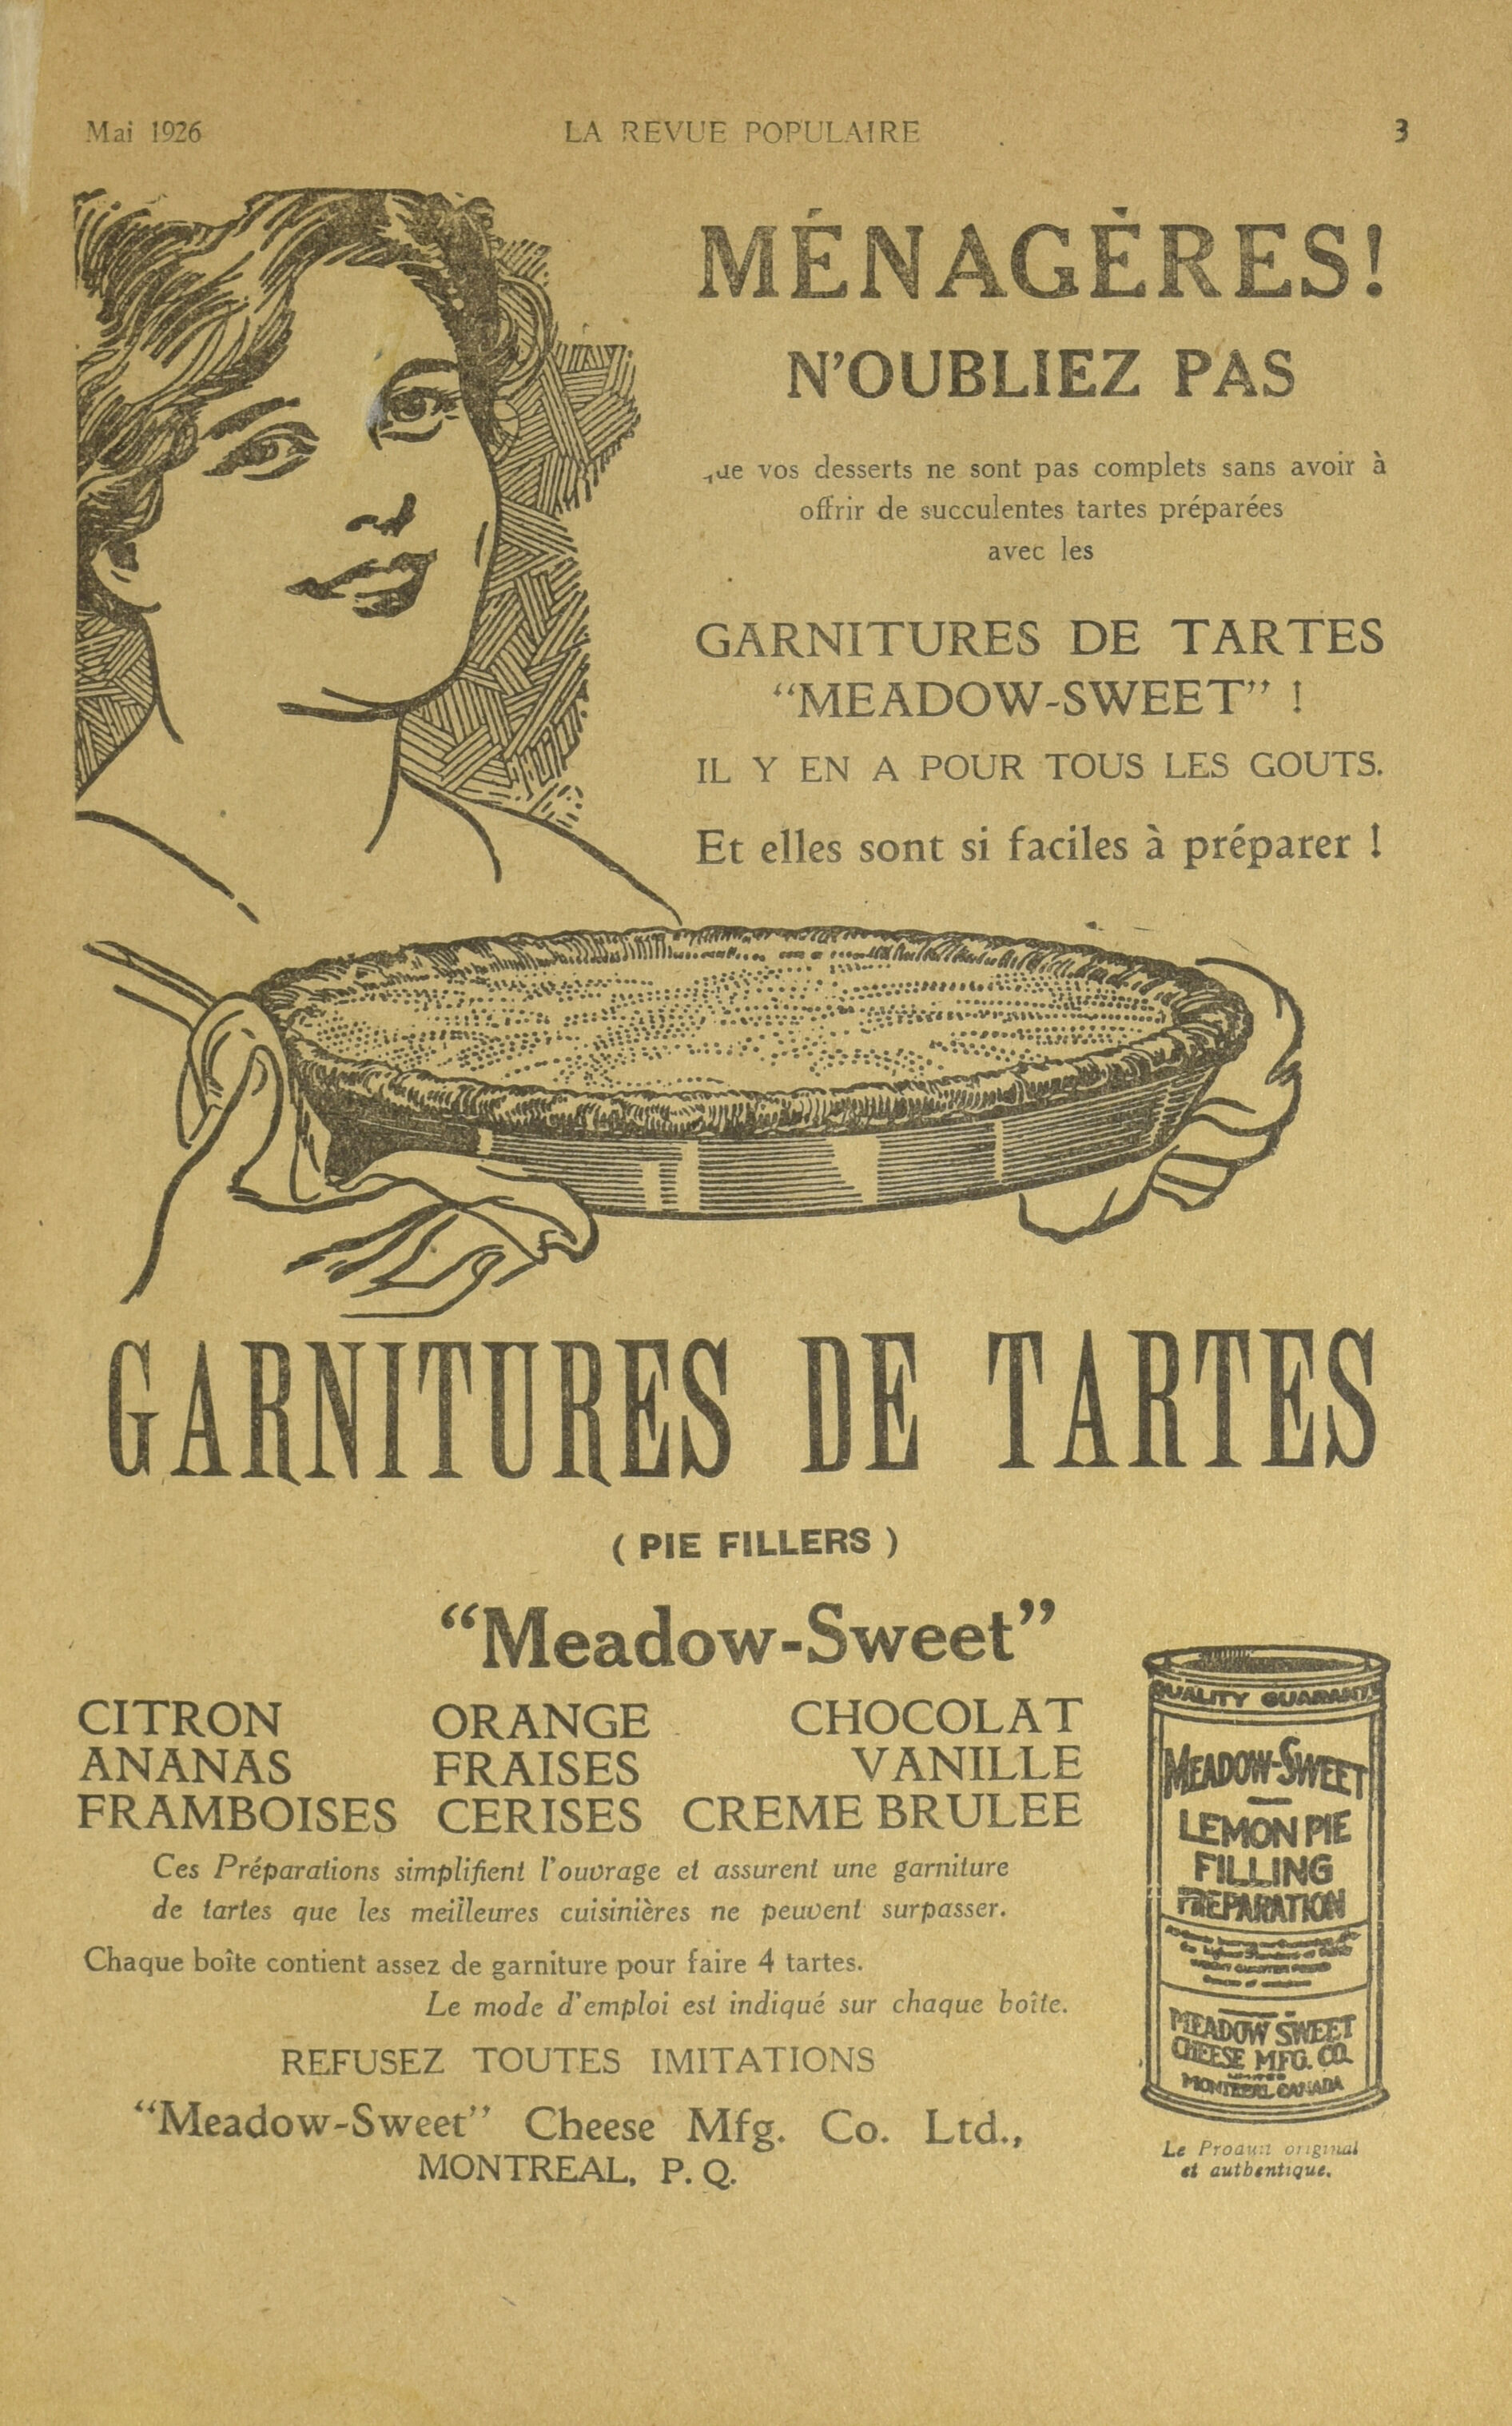 Mai 1926 LA REVUE POPULAIRE 3
MÉNAGÈRES!
N'OUBLIEZ PAS
que vos desserts ne sont pas complets sans avoir à
offrir de succulentes tartes préparées
avec les
GARNITURES DE TARTES
“MEADOW-SWEET” !
IL Y EN A POUR TOUS LES GOUTS.
Et elles sont si faciles à préparer !
GARNITURES DE TARTES
( PIE FILLERS )
“Meadow-Sweet”
CITRON ORANGE CHOCOLAT
ANANAS FRAISES VANILLE
FRAMBOISES CERISES CREME BRULEE
Ces Préparations simplifient l'ouvrage et assurent une garniture
de tartes que les meilleures cuisinières ne peuvent surpasser.
Chaque boîte contient assez de garniture pour faire 4 tartes.
Le mode d'emploi est indiqué sur chaque boîte.
REFUSEZ TOUTES IMITATIONS
“Meadow-Sweet” Cheese Mfg. Co. Ltd.,
MONTREAL, P. Q.
QUALITY GUARANTE
MEADOW-SWEET
LEMON PIE
FILLING
PREPARATION
MEADOW SWEET
CHEESE MFG. CO.
LIMITED
MONTREAL CANADA
Le Produit original
et authentique.